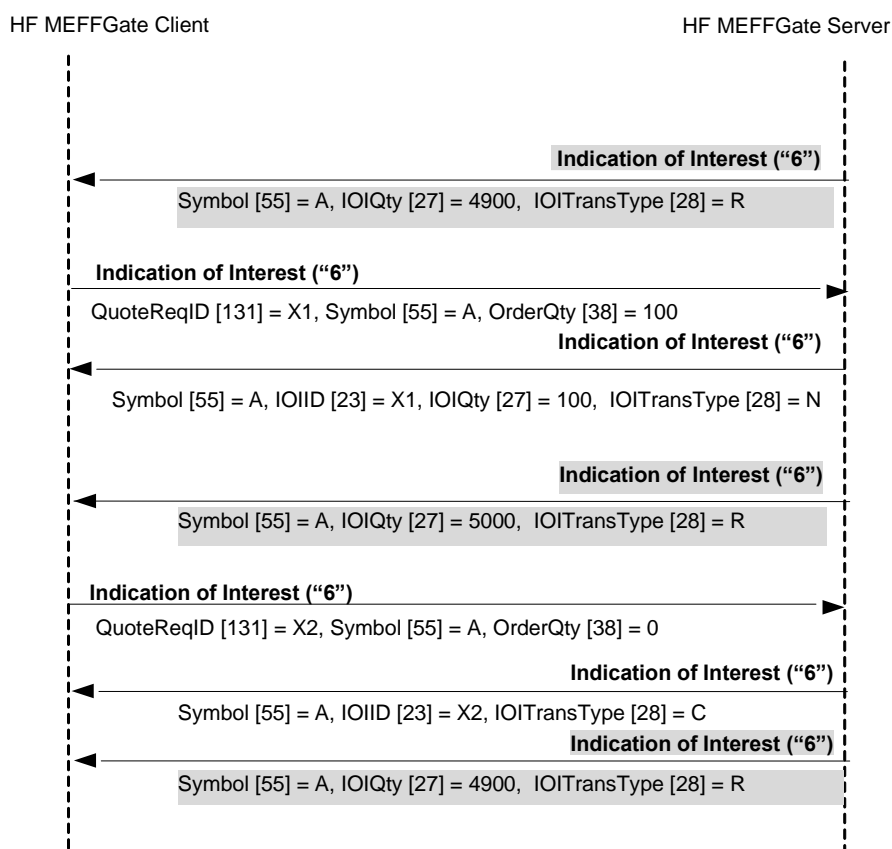 HF MEFFGate Client
HF MEFFGate Server
Indication of Interest (“6”)
Symbol [55] = A, IOIQty [27] = 4900, IOITransType [28] = R
Indication of Interest (“6”)
QuoteReqID [131] = X1, Symbol [55] = A, OrderQty [38] = 100
Indication of Interest (“6”)
Symbol [55] = A, IOIID [23] = X1, IOIQty [27] = 100, IOITransType [28] = N
Indication of Interest (“6”)
Symbol [55] = A, IOIQty [27] = 5000, IOITransType [28] = R
Indication of Interest (“6”)
QuoteReqID [131] = X2, Symbol [55] = A, OrderQty [38] = 0
Indication of Interest (“6”)
Symbol [55] = A, IOIID [23] = X2, IOITransType [28] = C
Indication of Interest (“6”)
Symbol [55] = A, IOIQty [27] = 4900, IOITransType [28] = R